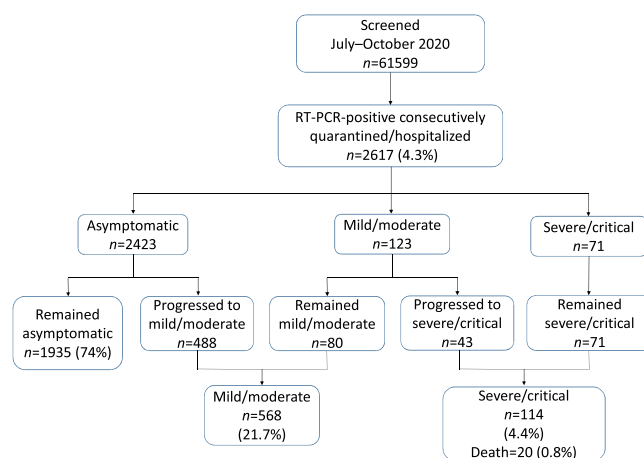 Screened
July–October 2020
n=61599
RT-PCR-positive consecutively
quarantined/hospitalized
n=2617 (4.3%)
Asymptomatic
n=2423
Mild/moderate
n=123
Severe/critical
n=71
Remained
asymptomatic
n=1935 (74%)
Progressed to
mild/moderate
n=488
Remained
mild/moderate
n=80
Progressed to
severe/critical
n=43
Remained
severe/critical
n=71
Mild/moderate
n=568
(21.7%)
Severe/critical
n=114
(4.4%)
Death=20 (0.8%)